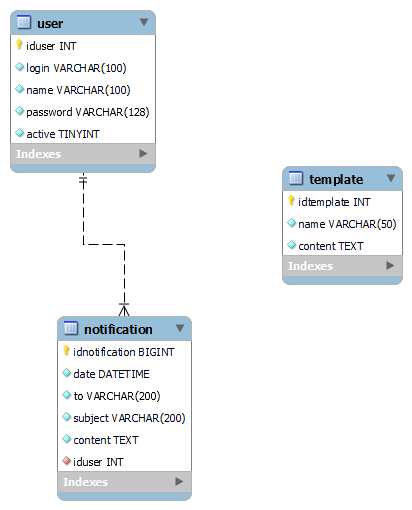 user
iduser INT
login VARCHAR(100)
name VARCHAR(100)
password VARCHAR(128)
active TINYINT
Indexes
template
idtemplate INT
name VARCHAR(50)
content TEXT
Indexes
notification
idnotification BIGINT
date DATETIME
to VARCHAR(200)
subject VARCHAR(200)
content TEXT
iduser INT
Indexes